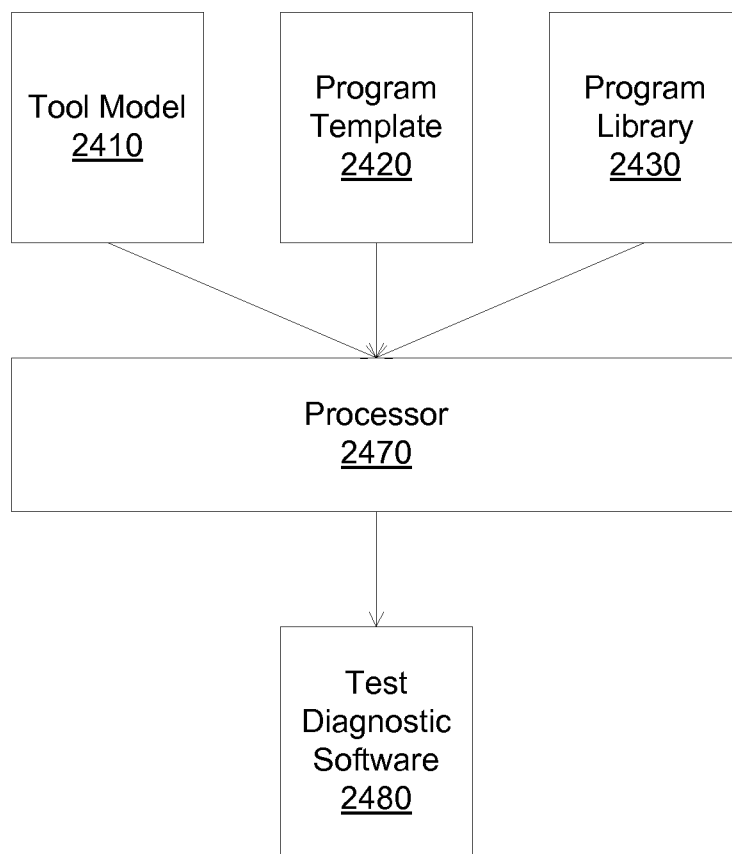 Tool Model
2410
Program
Template
2420
Program
Library
2430
Processor
2470
Test
Diagnostic
Software
2480